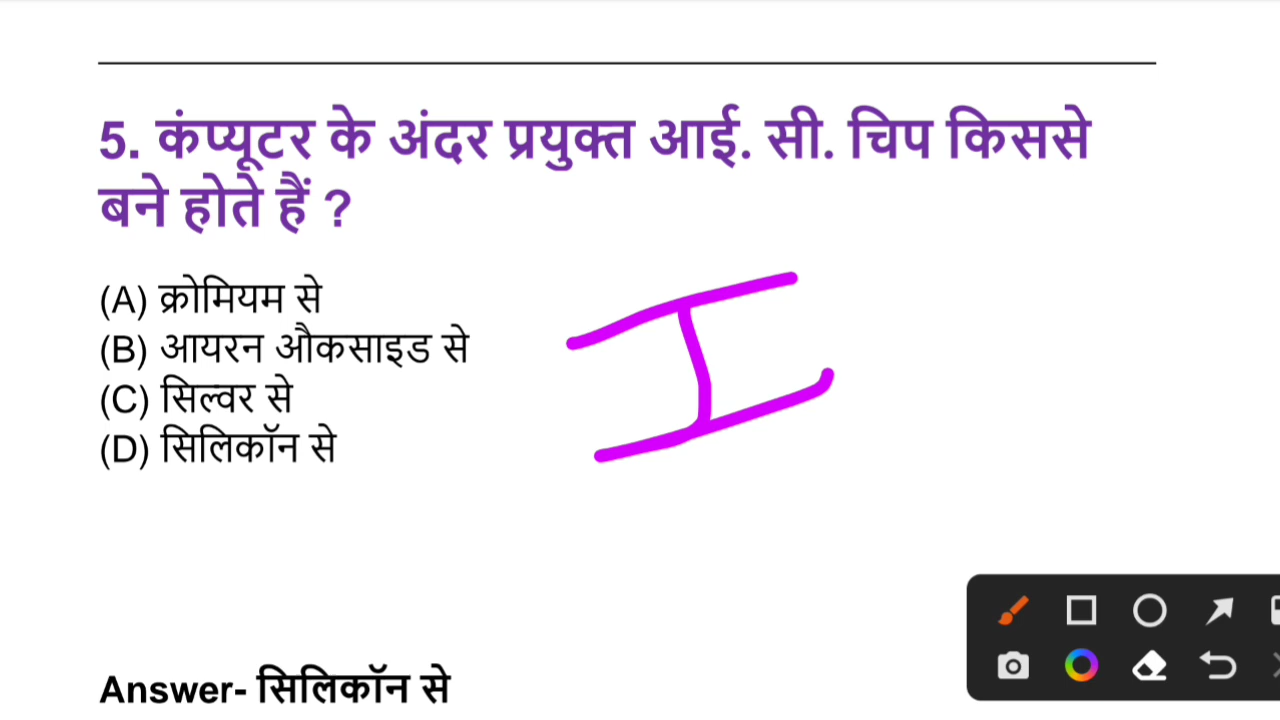 5. कंप्यूटर के अंदर प्रयुक्त आई. सी. चिप किससे
बने होते हैं ?
(A) क्रोमियम से
(B) आयरन औकसाइड से
(C) सिल्वर से
(D) सिलिकॉन से
I
Answer- सिलिकॉन से